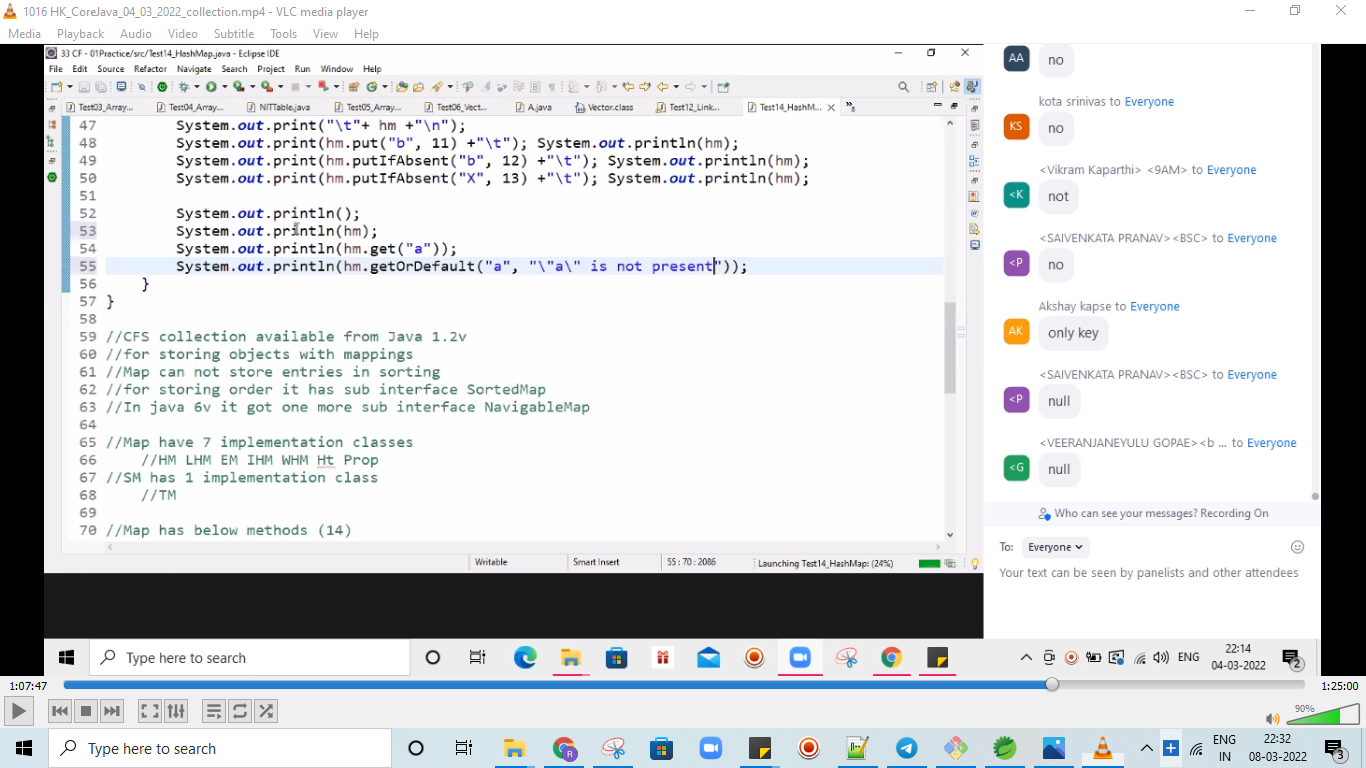 1016 HK_CoreJava_04_03_2022_collection.mp4 - VLC media player
Media Playback Audio Video Subtitle Tools View Help
33 CF - 01Practice/src/Test14_HashMap.java - Eclipse IDE
File Edit Source Refactor Navigate Search Project Run Window Help
Test03_Array... Test04_Array... NITTable.java Test05_Array... Test06_Vect... A.java Vector.class Test12_Link... Test14_HashM... »8
47 System.out.print("\t"+ hm +"\n");
48 System.out.print(hm.put("b", 11) +"\t"); System.out.println(hm);
49 System.out.print(hm.putIfAbsent("b", 12) +"\t"); System.out.println(hm);
50 System.out.print(hm.putIfAbsent("X", 13) +"\t"); System.out.println(hm);
51
52 System.out.println();
53 System.out.println(hm);
54 System.out.println(hm.get("a"));
55 System.out.println(hm.getOrDefault("a", "\"a\" is not present"));
56 }
57 }
58
59 //CFS collection available from Java 1.2v
60 //for storing objects with mappings
61 //Map can not store entries in sorting
62 //for storing order it has sub interface SortedMap
63 //In java 6v it got one more sub interface NavigableMap
64
65 //Map have 7 implementation classes
66 //HM LHM EM IHM WHM Ht Prop
67 //SM has 1 implementation class
68 //TM
69
70 //Map has below methods (14)
Writable Smart Insert 55 : 70 : 2086 Launching Test14_HashMap: (24%)
AA no
kota srinivas to Everyone
KS no
<Vikram Kaparthi> <9AM> to Everyone
<K not
<SAIVENKATA PRANAV><BSC> to Everyone
<P no
Akshay kapse to Everyone
AK only key
<SAIVENKATA PRANAV><BSC> to Everyone
<P null
<VEERANJANEYULU GOPAE><b ... to Everyone
<G null
Who can see your messages? Recording On
To: Everyone
Your text can be seen by panelists and other attendees
Type here to search
ENG 22:14 04-03-2022 2
1:07:47 1:25:00
90%
Type here to search
ENG IN 22:32 08-03-2022 3